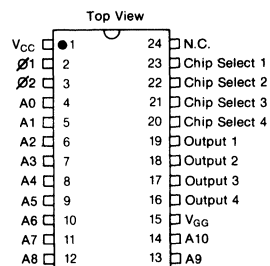 Top View
VCC 1 24 N.C.
Ø1 2 23 Chip Select 1
Ø2 3 22 Chip Select 2
A0 4 21 Chip Select 3
A1 5 20 Chip Select 4
A2 6 19 Output 1
A3 7 18 Output 2
A4 8 17 Output 3
A5 9 16 Output 4
A6 10 15 VGG
A7 11 14 A10
A8 12 13 A9